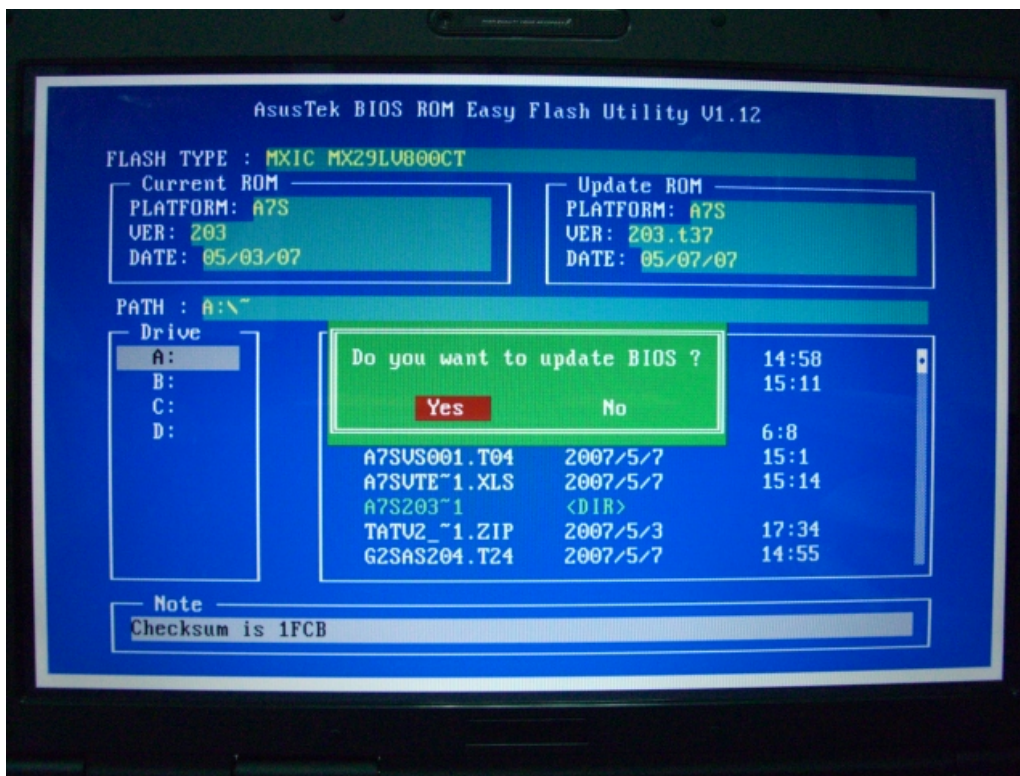 AsusTek BIOS ROM Easy Flash Utility V1.12
FLASH TYPE : MXIC MX29LV800CT
Current ROM
PLATFORM: A7S
VER: 203
DATE: 05/03/07
Update ROM
PLATFORM: A7S
VER: 203.t37
DATE: 05/07/07
PATH : A:\~
Drive
A:
B:
C:
D:
Do you want to update BIOS ?
Yes No
14:58
15:11
6:8
A7SVS001.T04 2007/5/7 15:1
A7SVTE~1.XLS 2007/5/7 15:14
A7S203~1 <DIR>
TATV2_~1.ZIP 2007/5/3 17:34
G2SAS204.T24 2007/5/7 14:55
Note
Checksum is 1FCB